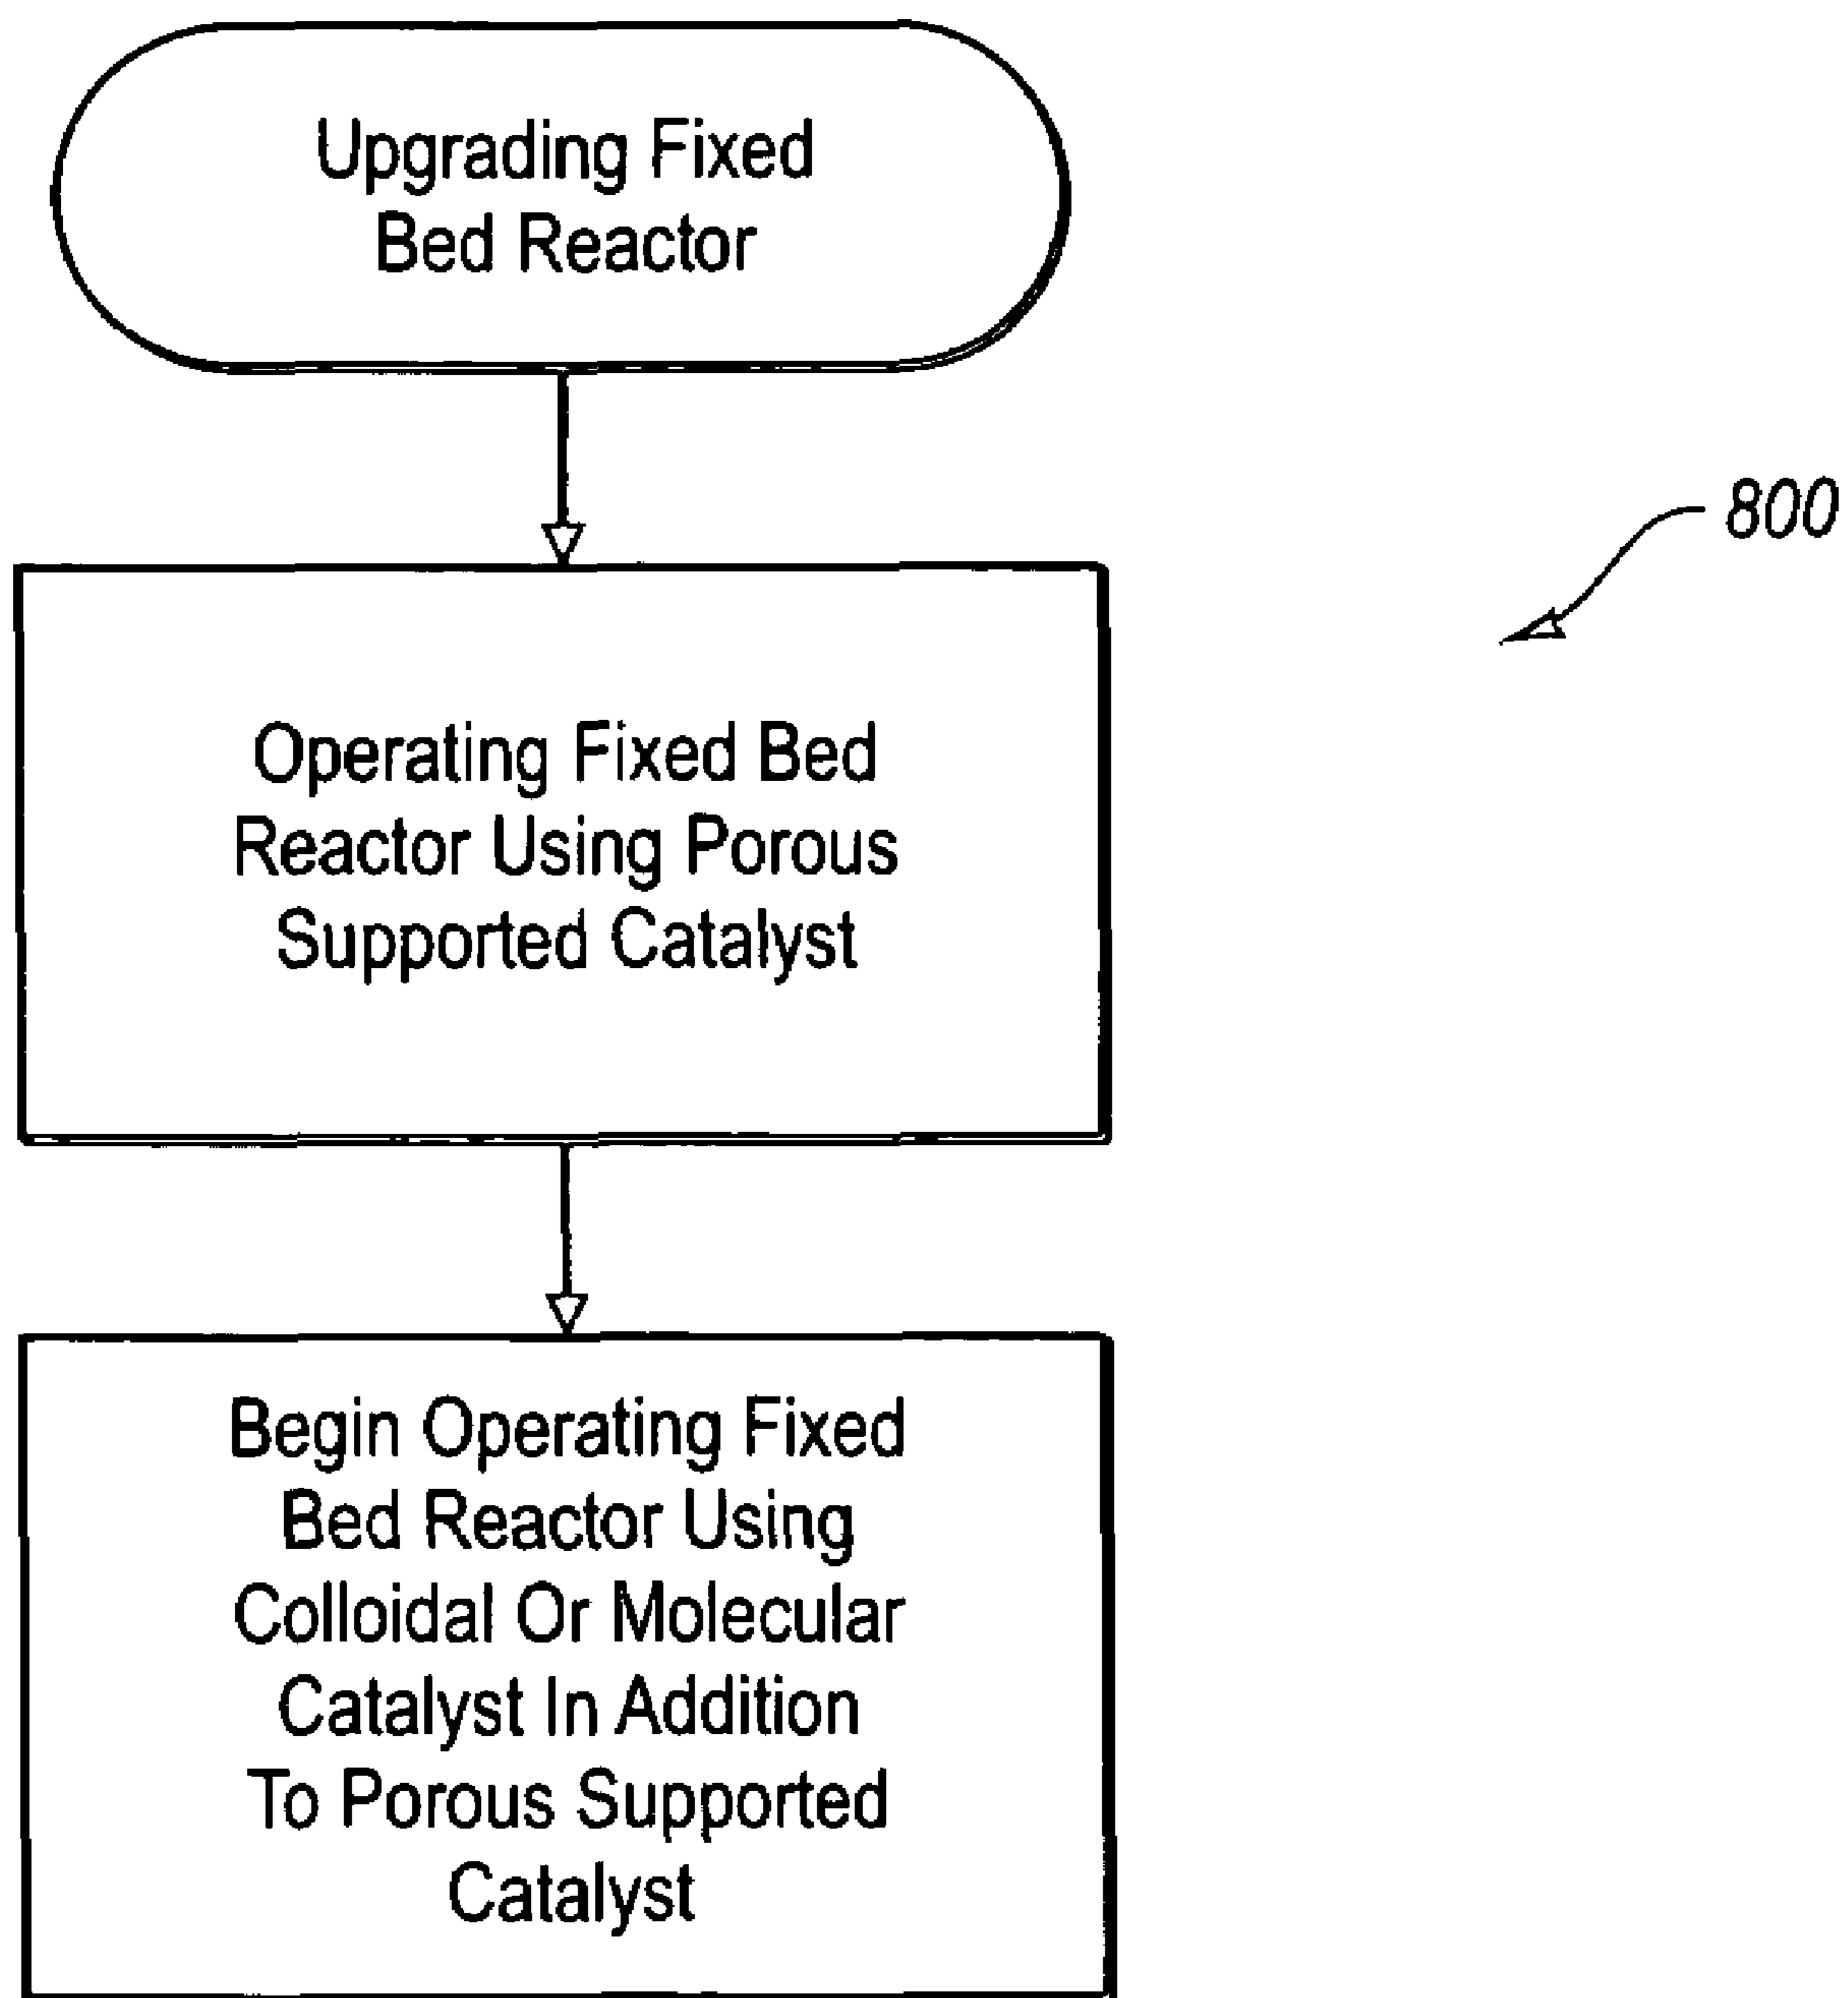 Upgrading Fixed
Bed Reactor
800
Operating Fixed Bed
Reactor Using Porous
Supported Catalyst
Begin Operating Fixed
Bed Reactor Using
Colloidal Or Molecular
Catalyst In Addition
To Porous Supported
Catalyst